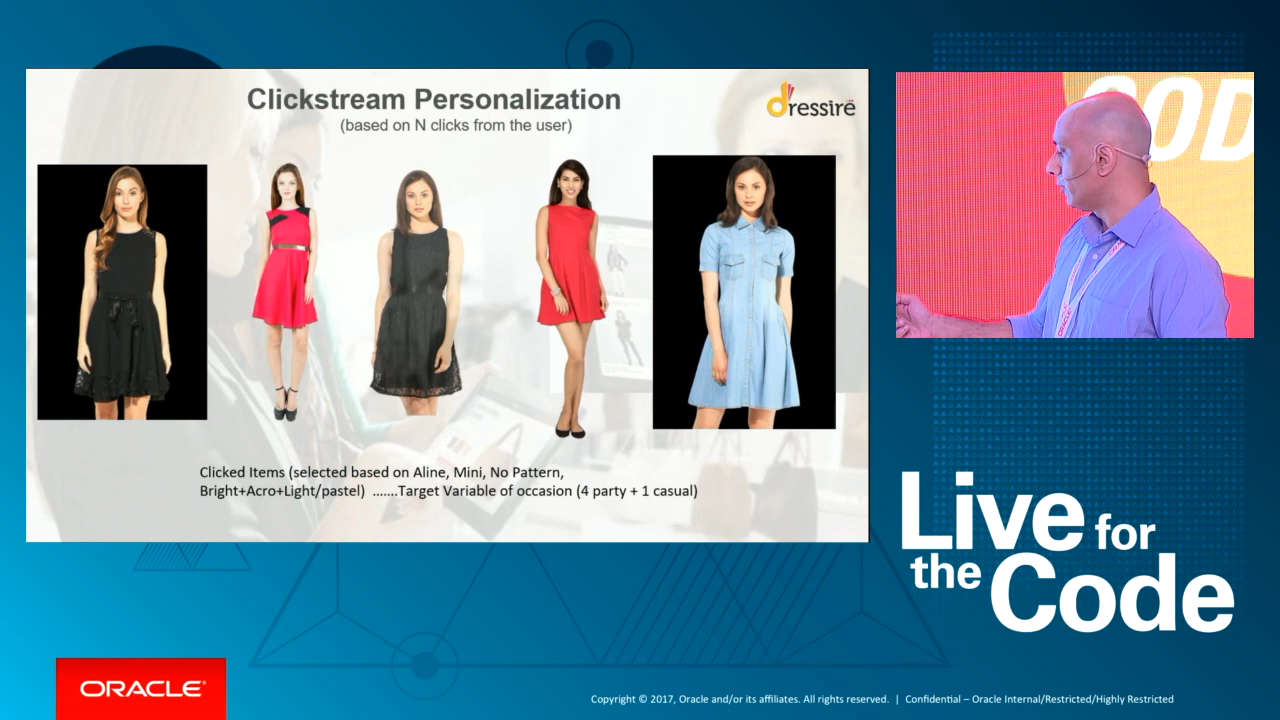 Clickstream Personalization
(based on N clicks from the user)
dressire
Clicked Items (selected based on Aline, Mini, No Pattern,
Bright+Acro+Light/pastel) .......Target Variable of occasion (4 party + 1 casual)
COD
ORACLE
Live for
the Code
ORACLE
Copyright © 2017, Oracle and/or its affiliates. All rights reserved. | Confidential – Oracle Internal/Restricted/Highly Restricted